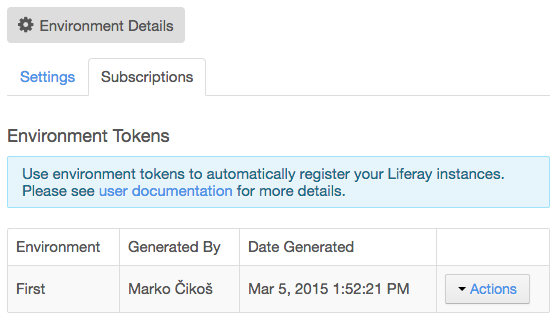 Environment Details
Settings Subscriptions
Environment Tokens
Use environment tokens to automatically register your Liferay instances.
Please see user documentation for more details.
Environment Generated By Date Generated
First Marko Čikoš Mar 5, 2015 1:52:21 PM Actions